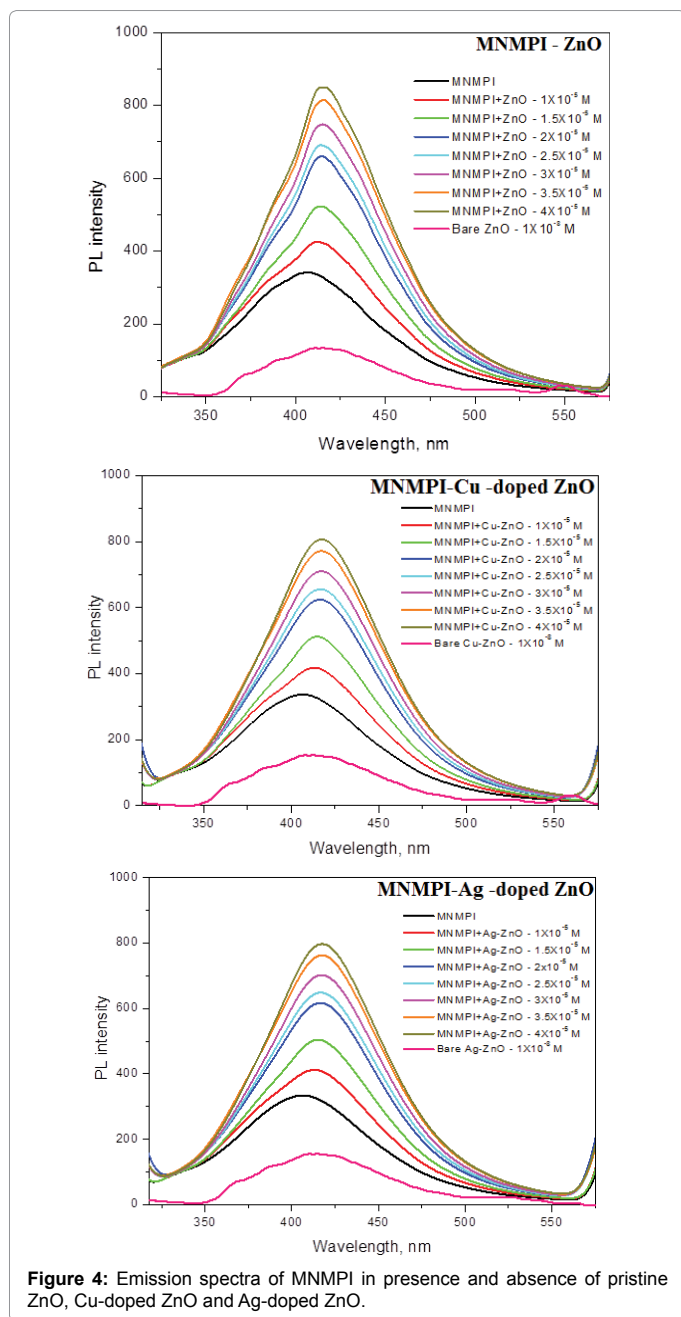 MNMPI - ZnO
1000
800
600
400
200
0
PL intensity
MNMPI
MNMPI+ZnO - 1X10⁻⁵ M
MNMPI+ZnO - 1.5X10⁻⁵ M
MNMPI+ZnO - 2X10⁻⁵ M
MNMPI+ZnO - 2.5X10⁻⁵ M
MNMPI+ZnO - 3X10⁻⁵ M
MNMPI+ZnO - 3.5X10⁻⁵ M
MNMPI+ZnO - 4X10⁻⁵ M
Bare ZnO - 1X10⁻⁸ M
350 400 450 500 550
Wavelength, nm
MNMPI-Cu -doped ZnO
1000
800
600
400
200
0
PL intensity
MNMPI
MNMPI+Cu-ZnO - 1X10⁻⁵ M
MNMPI+Cu-ZnO - 1.5X10⁻⁵ M
MNMPI+Cu-ZnO - 2X10⁻⁵ M
MNMPI+Cu-ZnO - 2.5X10⁻⁵ M
MNMPI+Cu-ZnO - 3X10⁻⁵ M
MNMPI+Cu-ZnO - 3.5X10⁻⁵ M
MNMPI+Cu-ZnO - 4X10⁻⁵ M
Bare Cu-ZnO - 1X10⁻⁸ M
350 400 450 500 550
Wavelength, nm
MNMPI-Ag -doped ZnO
1000
800
600
400
200
0
PL intensity
MNMPI
MNMPI+Ag-ZnO - 1X10⁻⁵ M
MNMPI+Ag-ZnO - 1.5X10⁻⁵ M
MNMPI+Ag-ZnO - 2x10⁻⁵ M
MNMPI+Ag-ZnO - 2.5X10⁻⁵ M
MNMPI+Ag-ZnO - 3X10⁻⁵ M
MNMPI+Ag-ZnO - 3.5X10⁻⁵ M
MNMPI+Ag-ZnO - 4X10⁻⁵ M
Bare Ag-ZnO - 1X10⁻⁸ M
350 400 450 500 550
Wavelength, nm
Figure 4: Emission spectra of MNMPI in presence and absence of pristine
ZnO, Cu-doped ZnO and Ag-doped ZnO.